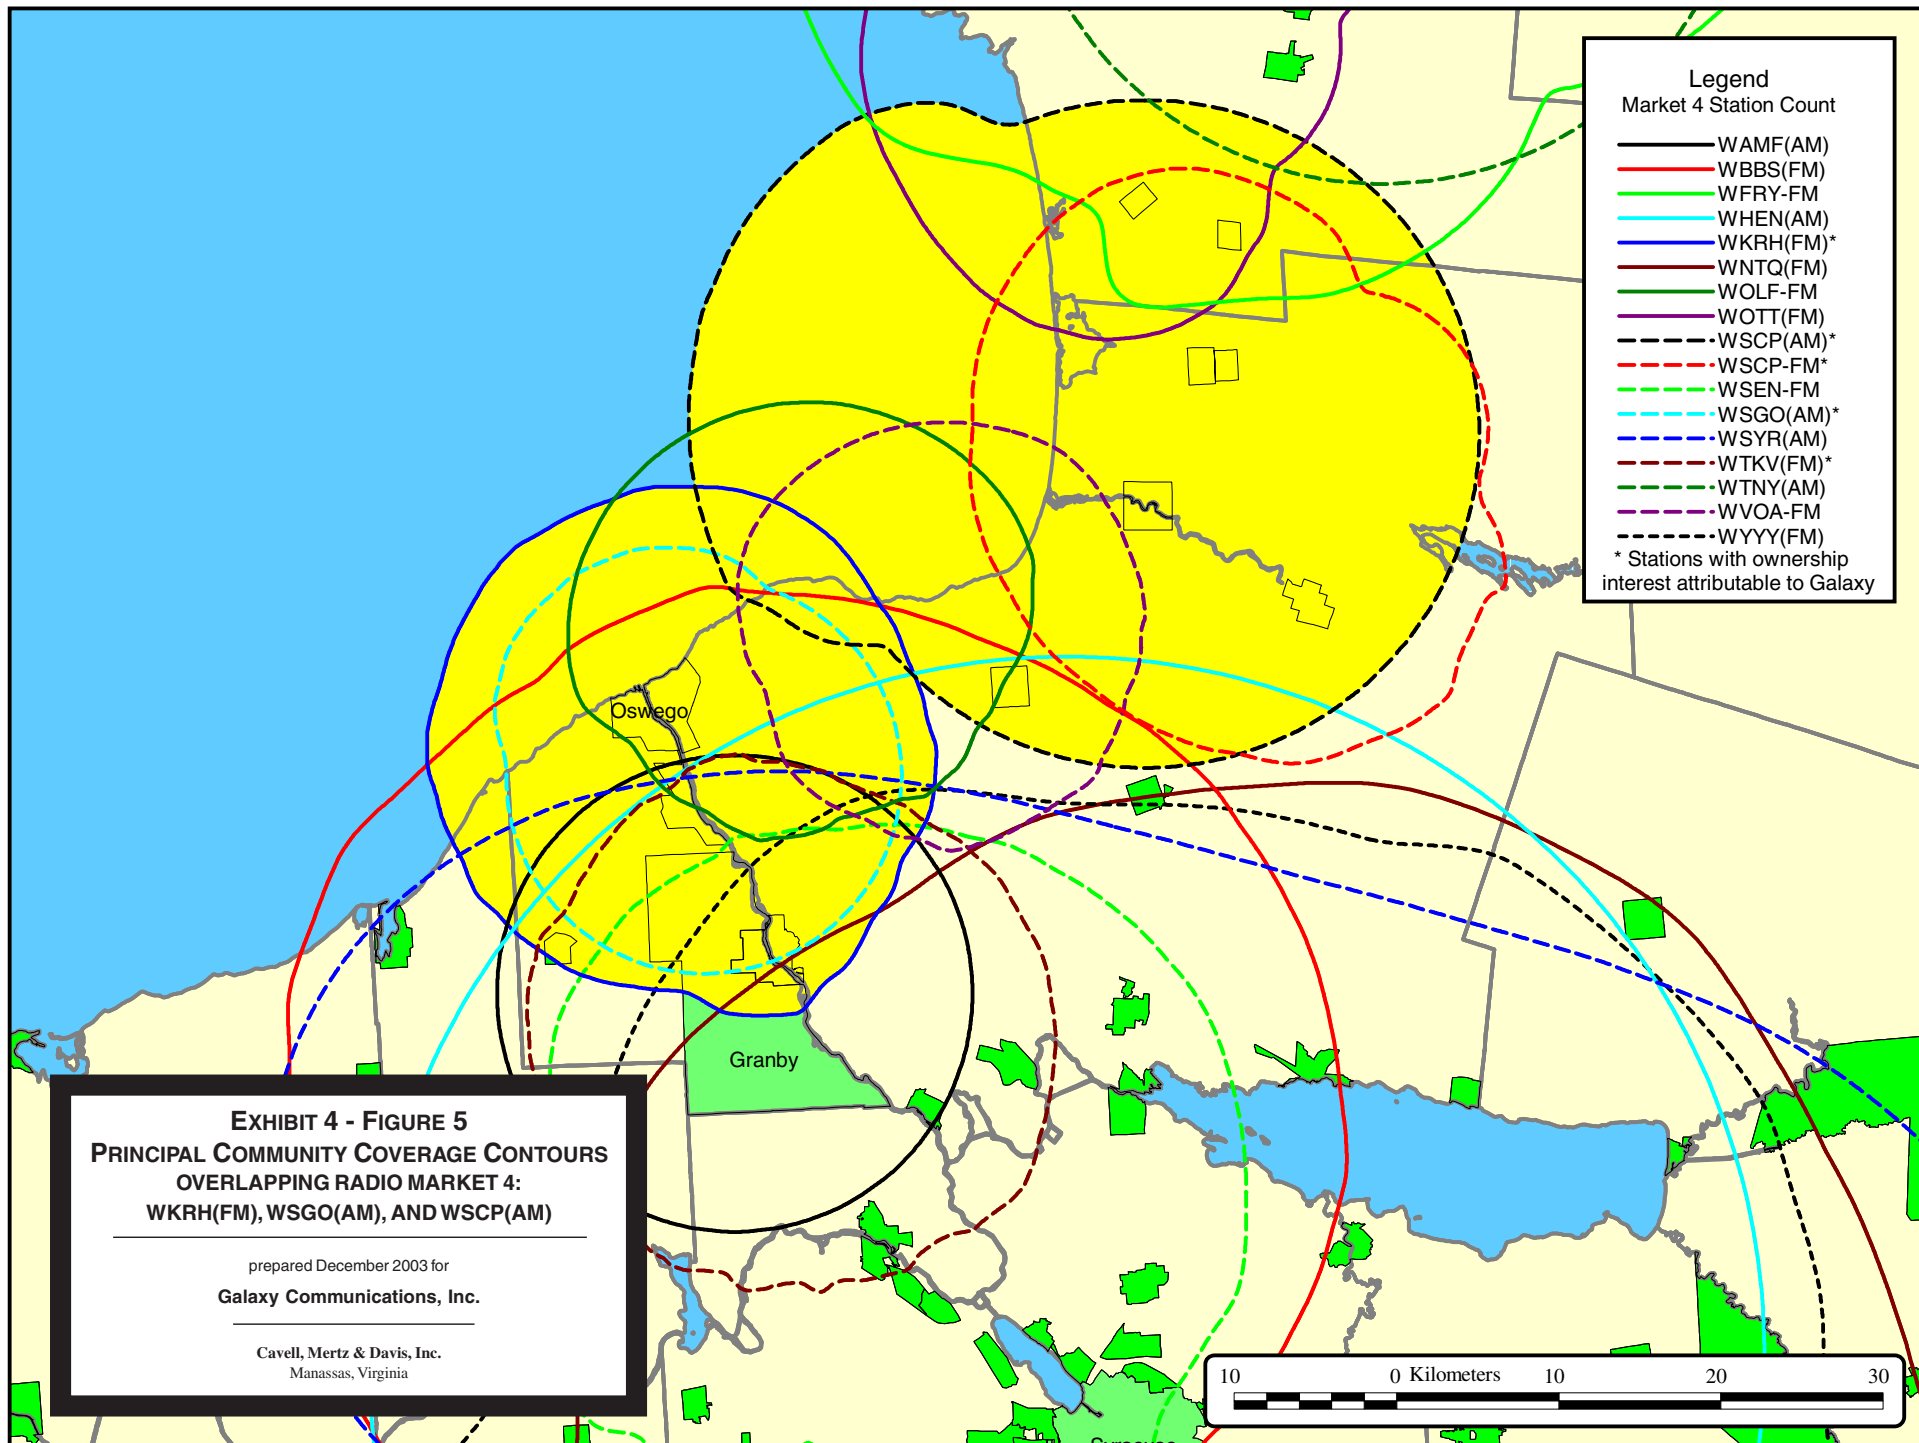 Legend
Market 4 Station Count
WAMF(AM)
WBBS(FM)
WFRY-FM
WHEN(AM)
WKRH(FM)*
WNTQ(FM)
WOLF-FM
WOTT(FM)
WSCP(AM)*
WSCP-FM*
WSEN-FM
WSGO(AM)*
WSYR(AM)
WTKV(FM)*
WTNY(AM)
WVOA-FM
WYYY(FM)
* Stations with ownership
interest attributable to Galaxy
Oswego
Granby
EXHIBIT 4 - FIGURE 5
PRINCIPAL COMMUNITY COVERAGE CONTOURS
OVERLAPPING RADIO MARKET 4:
WKRH(FM), WSGO(AM), AND WSCP(AM)
prepared December 2003 for
Galaxy Communications, Inc.
Cavell, Mertz & Davis, Inc.
Manassas, Virginia
10 0 Kilometers 10 20 30